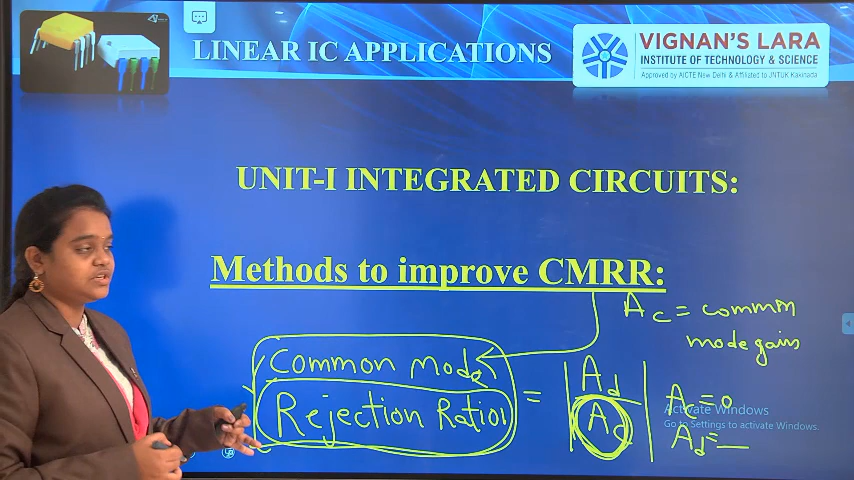 LINEAR IC APPLICATIONS
VIGNAN'S LARA
INSTITUTE OF TECHNOLOGY & SCIENCE
Approved by AICTE New Delhi & Affiliated to JNTUK Kakinada
UNIT-I INTEGRATED CIRCUITS:
Methods to improve CMRR:
Ac = common
mode gain
Common mode
Rejection Ratio
= | Ad
Ac |
Ac = 0
Ad = __
Activate Windows
Go to Settings to activate Windows.